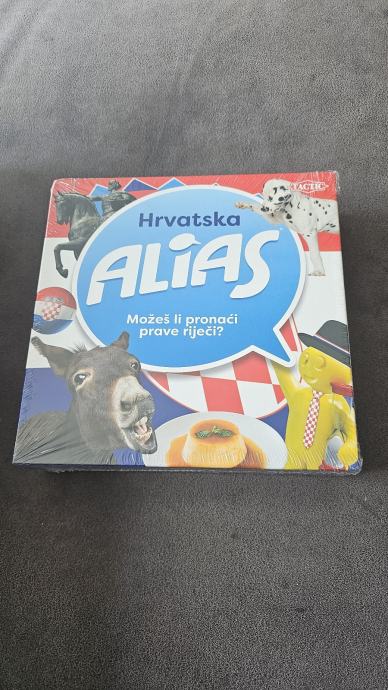 TACTIC
Hrvatska
ALIAS
Možeš li pronaći
prave riječi?